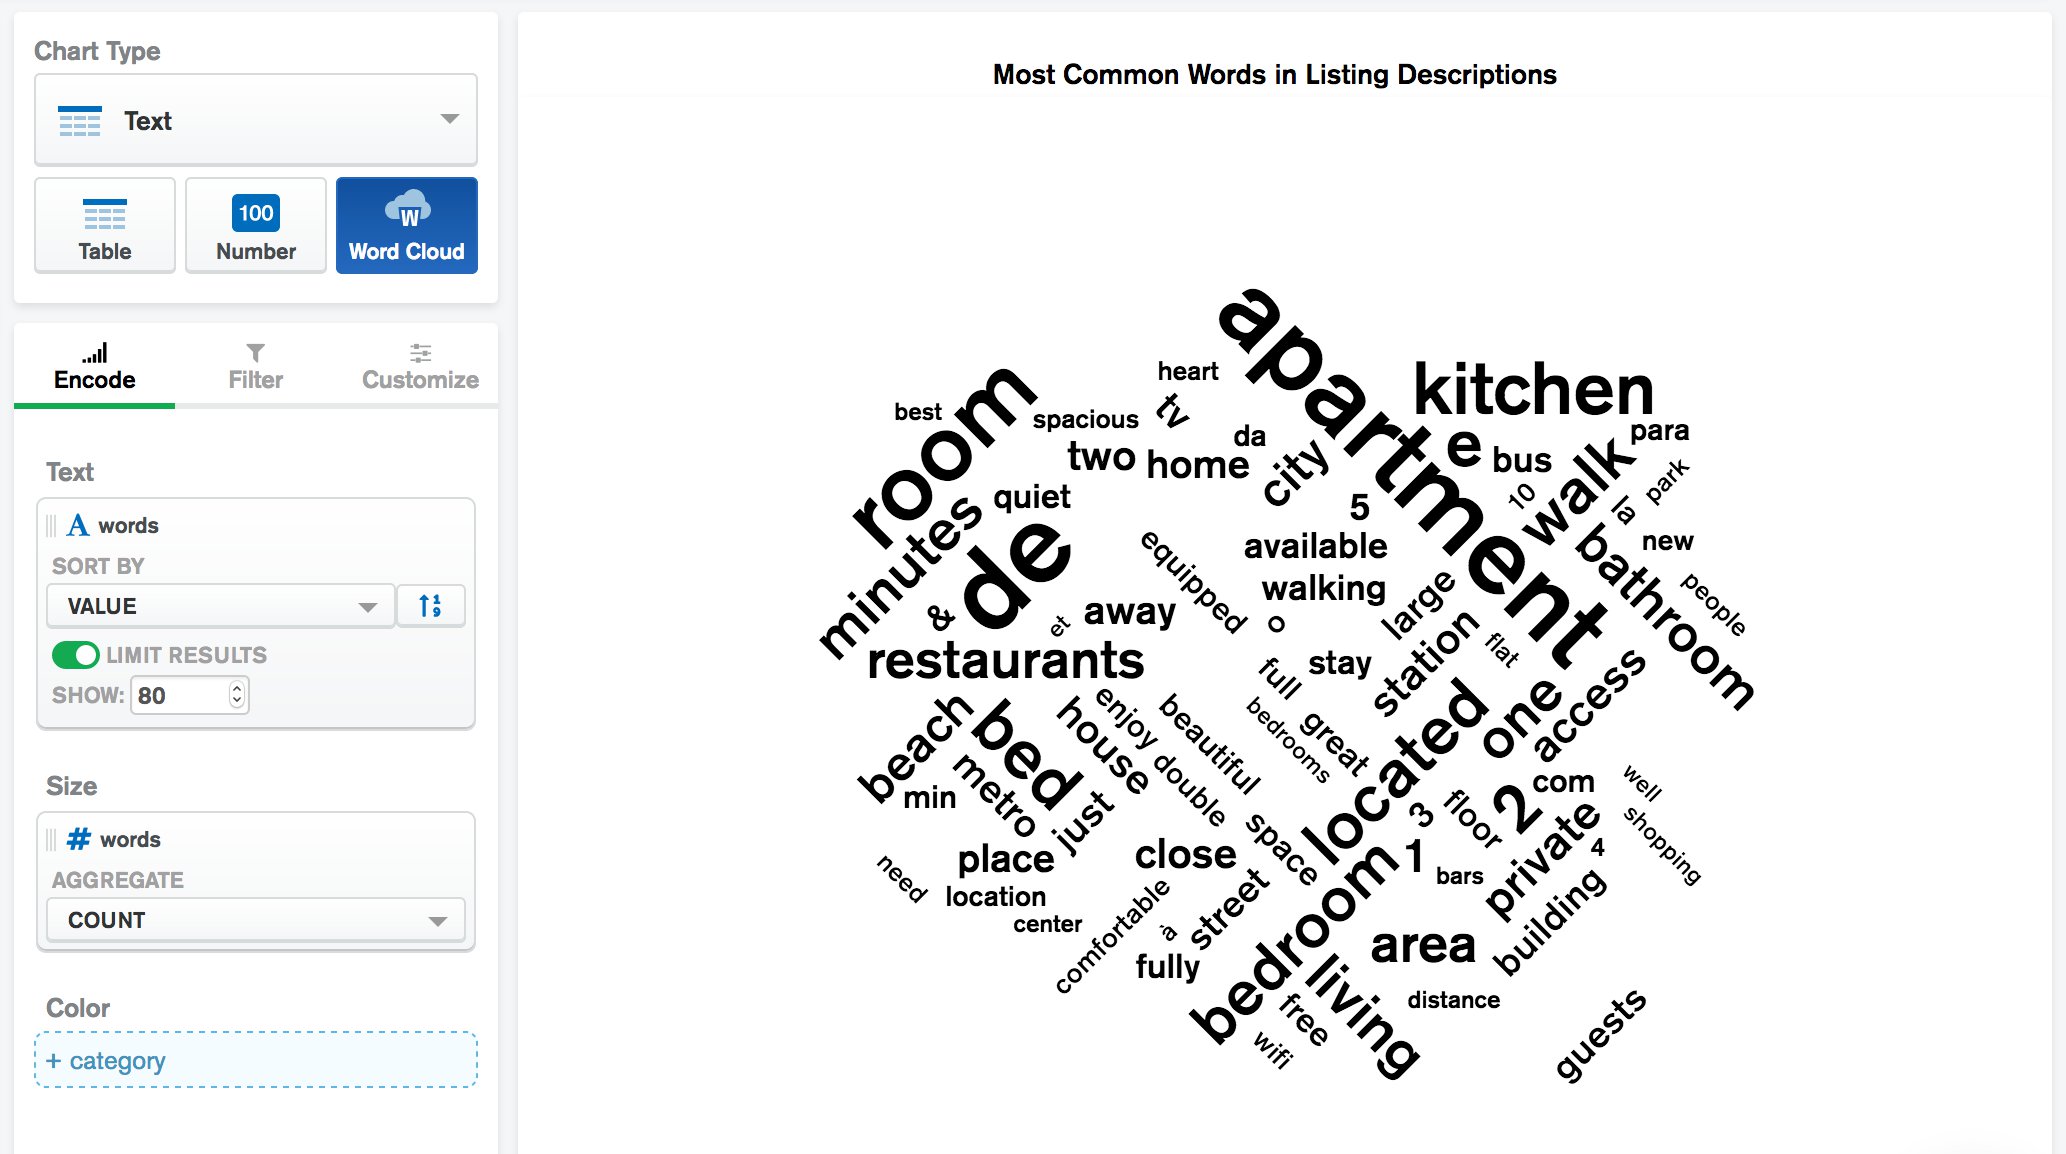 Chart Type
Text
Table
100
Number
W
Word Cloud
Encode
Filter
Customize
Text
A words
SORT BY
VALUE
1
9
LIMIT RESULTS
SHOW: 80
Size
# words
AGGREGATE
COUNT
Color
+ category
Most Common Words in Listing Descriptions
apartment
heart
kitchen
room
best
spacious
tv
da
e
para
two
home
city
bus
walk
park
quiet
5
10
la
minutes
de
equipped
available
new
bathroom
walking
large
people
&
et
away
o
station
flat
restaurants
full
stay
access
beach
bed
house
enjoy
beautiful
bedrooms
great
located
one
min
metro
just
double
com
well
space
3
floor
2
private
shopping
place
close
1
4
need
location
bars
center
comfortable
à
street
bedroom
building
fully
area
living
distance
free
wifi
guests